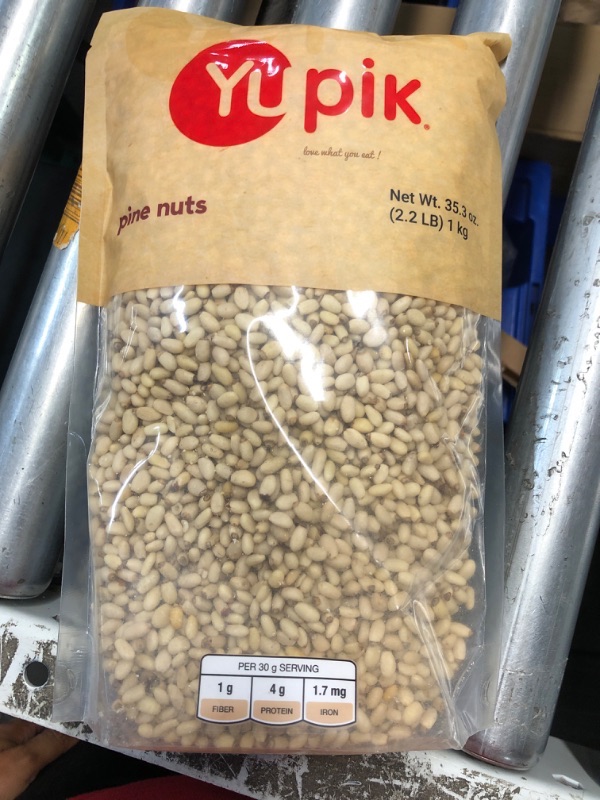 Yupik
love what you eat!
pine nuts
Net Wt. 35.3 oz.
(2.2 LB) 1 kg
PER 30 g SERVING
1 g 4 g 1.7 mg
FIBER PROTEIN IRON